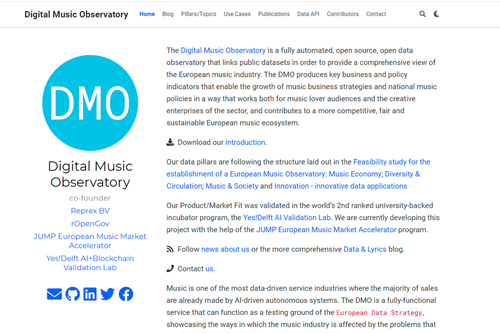 Digital Music Observatory
Home Blog Pillars/Topics Use Cases Publications Data API Contributors Contact
DMO
Digital Music
Observatory
co-founder
Reprex BV
rOpenGov
JUMP European Music Market
Accelerator
Yes!Delft AI+Blockchain
Validation Lab
The Digital Music Observatory is a fully automated, open source, open data
observatory that links public datasets in order to provide a comprehensive view of
the European music industry. The DMO produces key business and policy
indicators that enable the growth of music business strategies and national music
policies in a way that works both for music lover audiences and the creative
enterprises of the sector, and contributes to a more competitive, fair and
sustainable European music ecosystem.
Download our introduction.
Our data pillars are following the structure laid out in the Feasibility study for the
establishment of a European Music Observatory: Music Economy; Diversity &
Circulation; Music & Society and Innovation - innovative data applications
Our Product/Market Fit was validated in the world's 2nd ranked university-backed
incubator program, the Yes!Delft AI Validation Lab. We are currently developing this
project with the help of the JUMP European Music Market Accelerator program.
Follow news about us or the more comprehensive Data & Lyrics blog.
Contact us.
Music is one of the most data-driven service industries where the majority of sales
are already made by AI-driven autonomous systems. The DMO is a fully-functional
service that can function as a testing ground of the European Data Strategy,
showcasing the ways in which the music industry is affected by the problems that